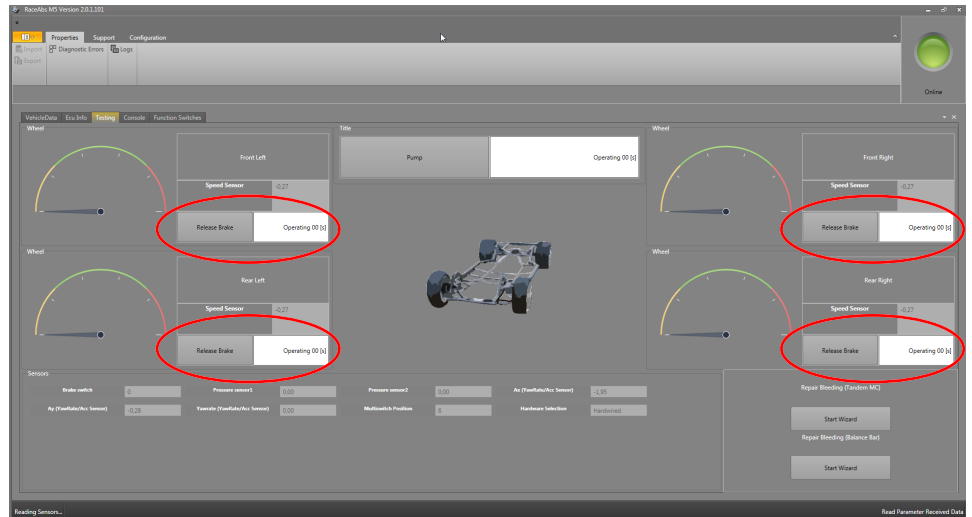 RaceAbs M5 Version 2.0.1.101
Properties Support Configuration
Import Diagnostic Errors Logs
Export
Online
VehicleData Ecu Info Testing Console Function Switches
Wheel
Front Left
Speed Sensor -0,27
Release Brake Operating 00 [s]
Title
Pump Operating 00 [s]
Wheel
Front Right
Speed Sensor -0,27
Release Brake Operating 00 [s]
Wheel
Rear Left
Speed Sensor -0,27
Release Brake Operating 00 [s]
Wheel
Rear Right
Speed Sensor -0,27
Release Brake Operating 00 [s]
Sensors
Brake switch 0 Pressure sensor1 0,00 Pressure sensor2 0,00 Ax (YawRate/Acc Sensor) -1,95
Ay (YawRate/Acc Sensor) -0,28 Yawrate (YawRate/Acc Sensor) 0,00 Multiswitch Position 8 Hardware Selection Hardwired
Repair Bleeding (Tandem MC)
Start Wizard
Repair Bleeding (Balance Bar)
Start Wizard
Reading Sensors... Read Parameter Received Data